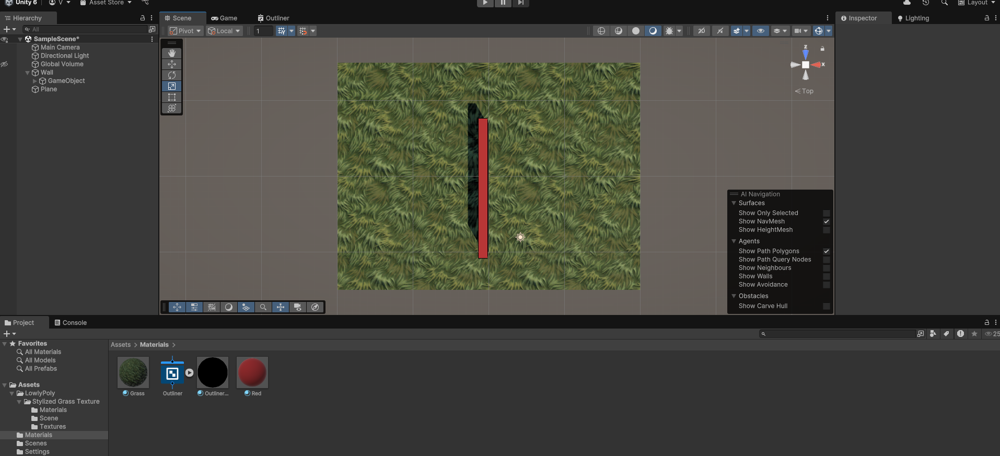 Unity 6 V Asset Store Layout
Hierarchy
All
SampleScene*
Main Camera
Directional Light
Global Volume
Wall
GameObject
Plane
Scene Game Outliner
Pivot Local 1
2D
z
x
Top
AI Navigation
Surfaces
Show Only Selected
Show NavMesh
Show HeightMesh
Agents
Show Path Polygons
Show Path Query Nodes
Show Neighbours
Show Walls
Show Avoidance
Obstacles
Show Carve Hull
Inspector Lighting
Project Console
25
Favorites
All Materials
All Models
All Prefabs
Assets
LowlyPoly
Stylized Grass Texture
Materials
Scene
Textures
Materials
Scenes
Settings
Assets > Materials >
Grass Outliner Outliner... Red